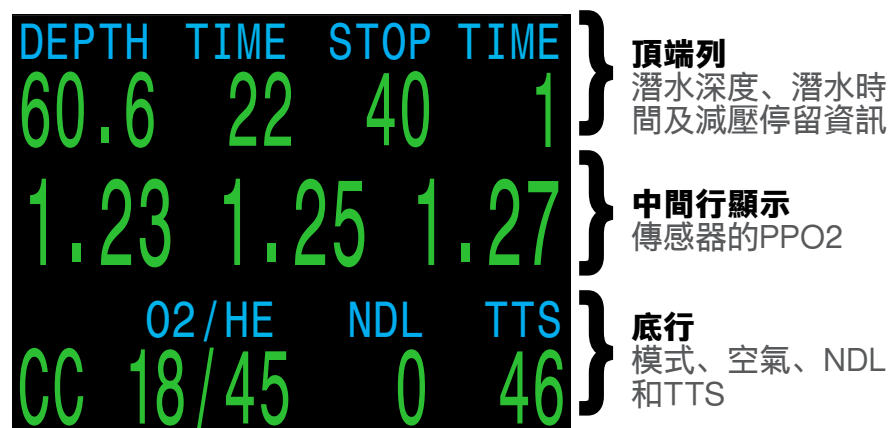 DEPTH TIME STOP TIME
60.6 22 40 1
1.23 1.25 1.27
O2/HE NDL TTS
CC 18/45 0 46
頂端列
潛水深度、潛水時
間及減壓停留資訊
中間行顯示
傳感器的PPO2
底行
模式、空氣、NDL
和TTS